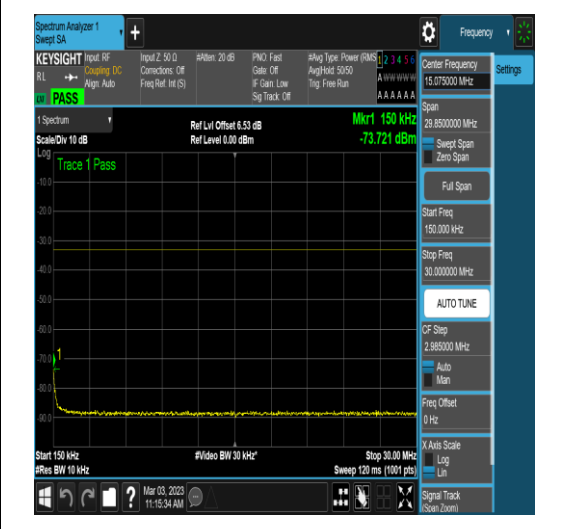 Spectrum Analyzer 1
Swept SA
Frequency
KEYSIGHT
Input: RF
Coupling: DC
Align: Auto
Input Z: 50 Ω
Corrections: Off
Freq Ref: Int (S)
#Atten: 20 dB
PNO: Fast
Gate: Off
IF Gain: Low
Sig Track: Off
#Avg Type: Power (RMS
Avg|Hold: 50/50
Trig: Free Run
1 2 3 4 5 6
A W W W W W
A A A A A A
RL
PASS
1 Spectrum
Scale/Div 10 dB
Ref Lvl Offset 6.53 dB
Ref Level 0.00 dBm
Mkr1 150 kHz
-73.721 dBm
Log
Trace 1 Pass
-10.0
-20.0
-30.0
-40.0
-50.0
-60.0
-70.0
-80.0
-90.0
1
Start 150 kHz
#Res BW 10 kHz
#Video BW 30 kHz*
Stop 30.00 MHz
Sweep 120 ms (1001 pts)
Mar 03, 2023
11:15:34 AM
Center Frequency
15.075000 MHz
Settings
Span
29.8500000 MHz
Swept Span
Zero Span
Full Span
Start Freq
150.000 kHz
Stop Freq
30.000000 MHz
AUTO TUNE
CF Step
2.985000 MHz
Auto
Man
Freq Offset
0 Hz
X Axis Scale
Log
Lin
Signal Track
(Span Zoom)